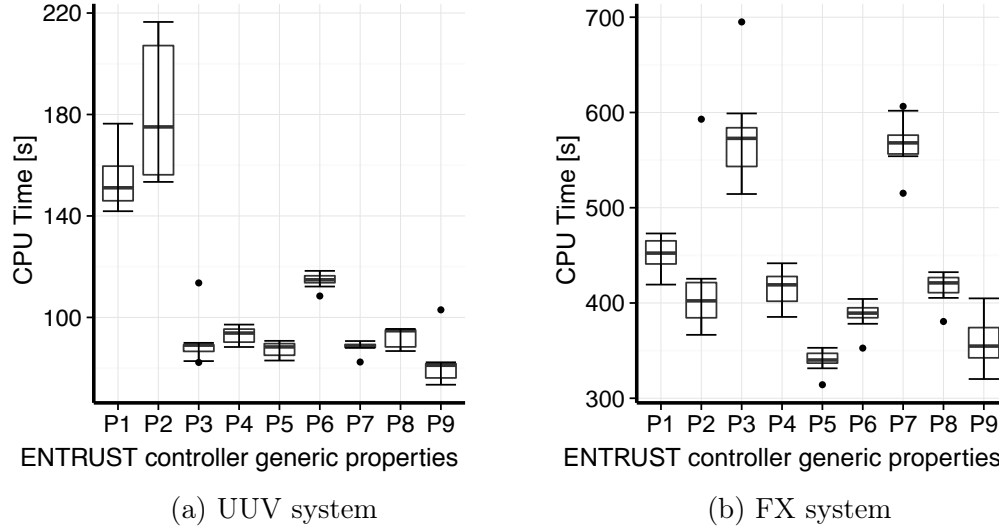 220
180
140
100
CPU Time [s]
P1 P2 P3 P4 P5 P6 P7 P8 P9
ENTRUST controller generic properties
(a) UUV system
700
600
500
400
300
CPU Time [s]
P1 P2 P3 P4 P5 P6 P7 P8 P9
ENTRUST controller generic properties
(b) FX system